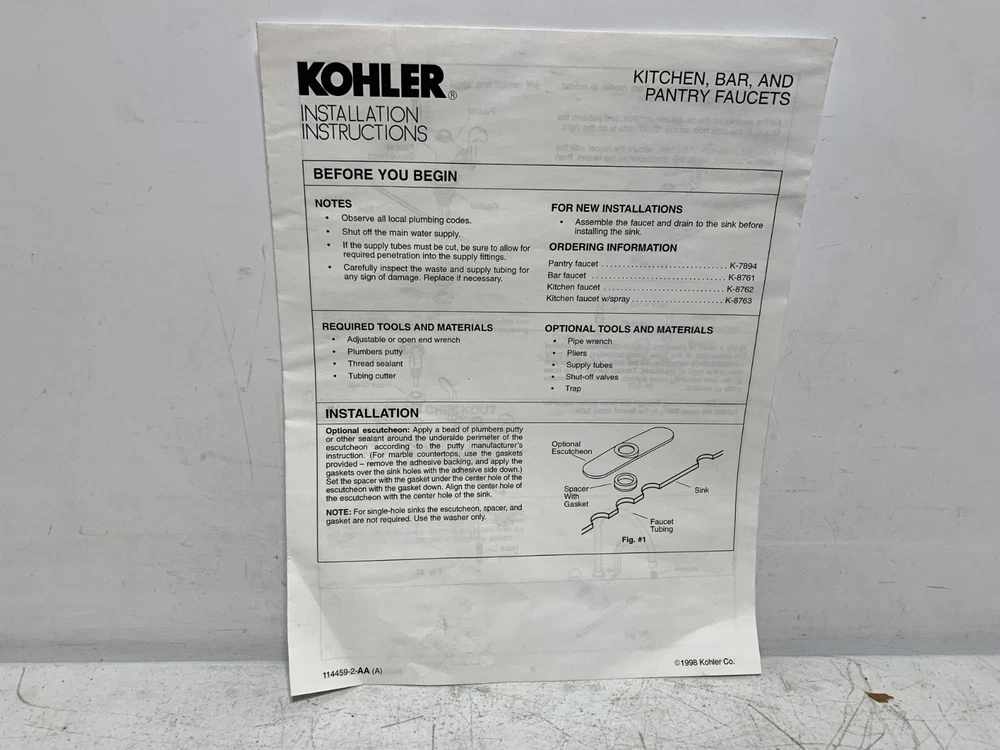 KOHLER®
INSTALLATION
INSTRUCTIONS
KITCHEN, BAR, AND
PANTRY FAUCETS
BEFORE YOU BEGIN
NOTES
• Observe all local plumbing codes.
• Shut off the main water supply.
• If the supply tubes must be cut, be sure to allow for
required penetration into the supply fittings.
• Carefully inspect the waste and supply tubing for
any sign of damage. Replace if necessary.
FOR NEW INSTALLATIONS
• Assemble the faucet and drain to the sink before
installing the sink.
ORDERING INFORMATION
Pantry faucet ............................ K-7894
Bar faucet .............................. K-8761
Kitchen faucet ........................... K-8762
Kitchen faucet w/spray ..................... K-8763
REQUIRED TOOLS AND MATERIALS
• Adjustable or open end wrench
• Plumbers putty
• Thread sealant
• Tubing cutter
OPTIONAL TOOLS AND MATERIALS
• Pipe wrench
• Pliers
• Supply tubes
• Shut-off valves
• Trap
INSTALLATION
Optional escutcheon: Apply a bead of plumbers putty
or other sealant around the underside perimeter of the
escutcheon according to the putty manufacturer's
instruction. (For marble countertops, use the gaskets
provided – remove the adhesive backing, and apply the
gaskets over the sink holes with the adhesive side down.)
Set the spacer with the gasket under the center hole of the
escutcheon with the gasket down. Align the center hole of
the escutcheon with the center hole of the sink.
NOTE: For single-hole sinks the escutcheon, spacer, and
gasket are not required. Use the washer only.
Optional
Escutcheon
Spacer
With
Gasket
Sink
Faucet
Tubing
Fig. #1
114459-2-AA (A)
©1998 Kohler Co.